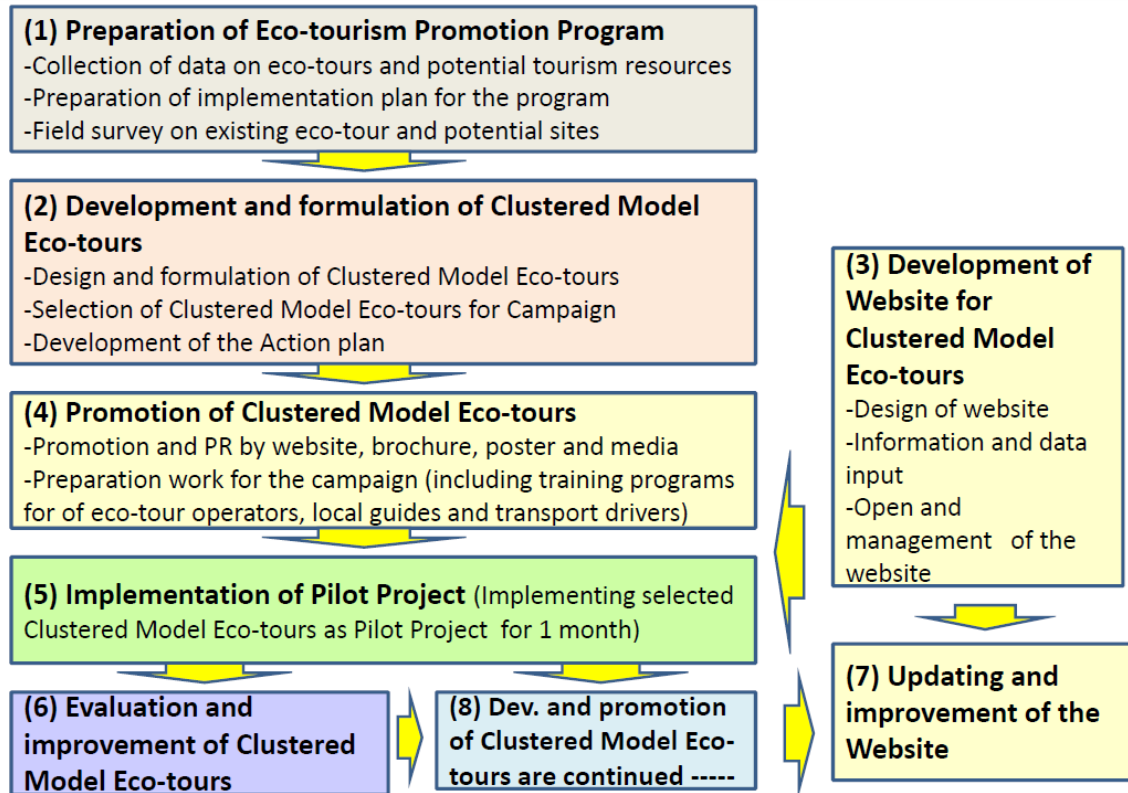 (1) Preparation of Eco-tourism Promotion Program
-Collection of data on eco-tours and potential tourism resources
-Preparation of implementation plan for the program
-Field survey on existing eco-tour and potential sites
(2) Development and formulation of Clustered Model
Eco-tours
-Design and formulation of Clustered Model Eco-tours
-Selection of Clustered Model Eco-tours for Campaign
-Development of the Action plan
(3) Development of
Website for
Clustered Model
Eco-tours
-Design of website
-Information and data
input
-Open and
management of the
website
(4) Promotion of Clustered Model Eco-tours
-Promotion and PR by website, brochure, poster and media
-Preparation work for the campaign (including training programs
for of eco-tour operators, local guides and transport drivers)
(5) Implementation of Pilot Project (Implementing selected
Clustered Model Eco-tours as Pilot Project for 1 month)
(6) Evaluation and
improvement of Clustered
Model Eco-tours
(8) Dev. and promotion
of Clustered Model Eco-
tours are continued -----
(7) Updating and
improvement of the
Website